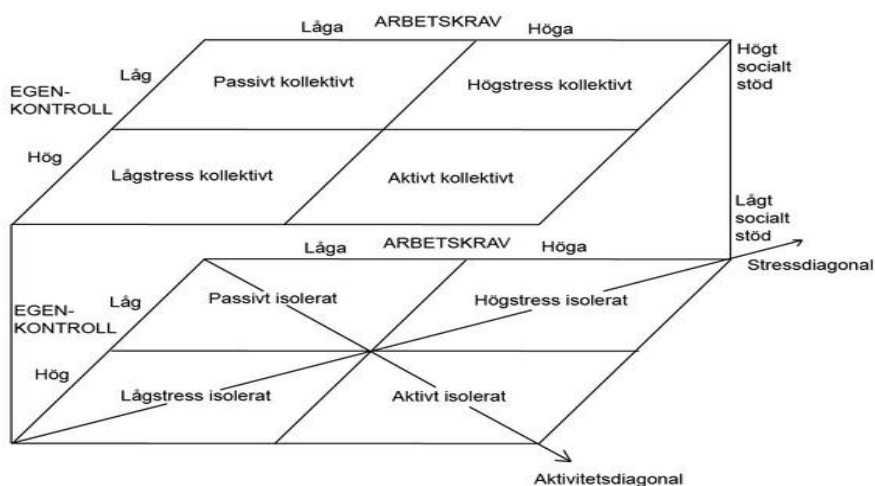 ARBETSKRAV
Låga
Höga
Högt
socialt
stöd
Låg
Passivt kollektivt
Högstress kollektivt
EGEN-
KONTROLL
Hög
Lågstress kollektivt
Aktivt kollektivt
Lågt
socialt
stöd
Låga
ARBETSKRAV
Höga
Stressdiagonal
Låg
Passivt isolerat
Högstress isolerat
EGEN-
KONTROLL
Hög
Lågstress isolerat
Aktivt isolerat
Aktivitetsdiagonal